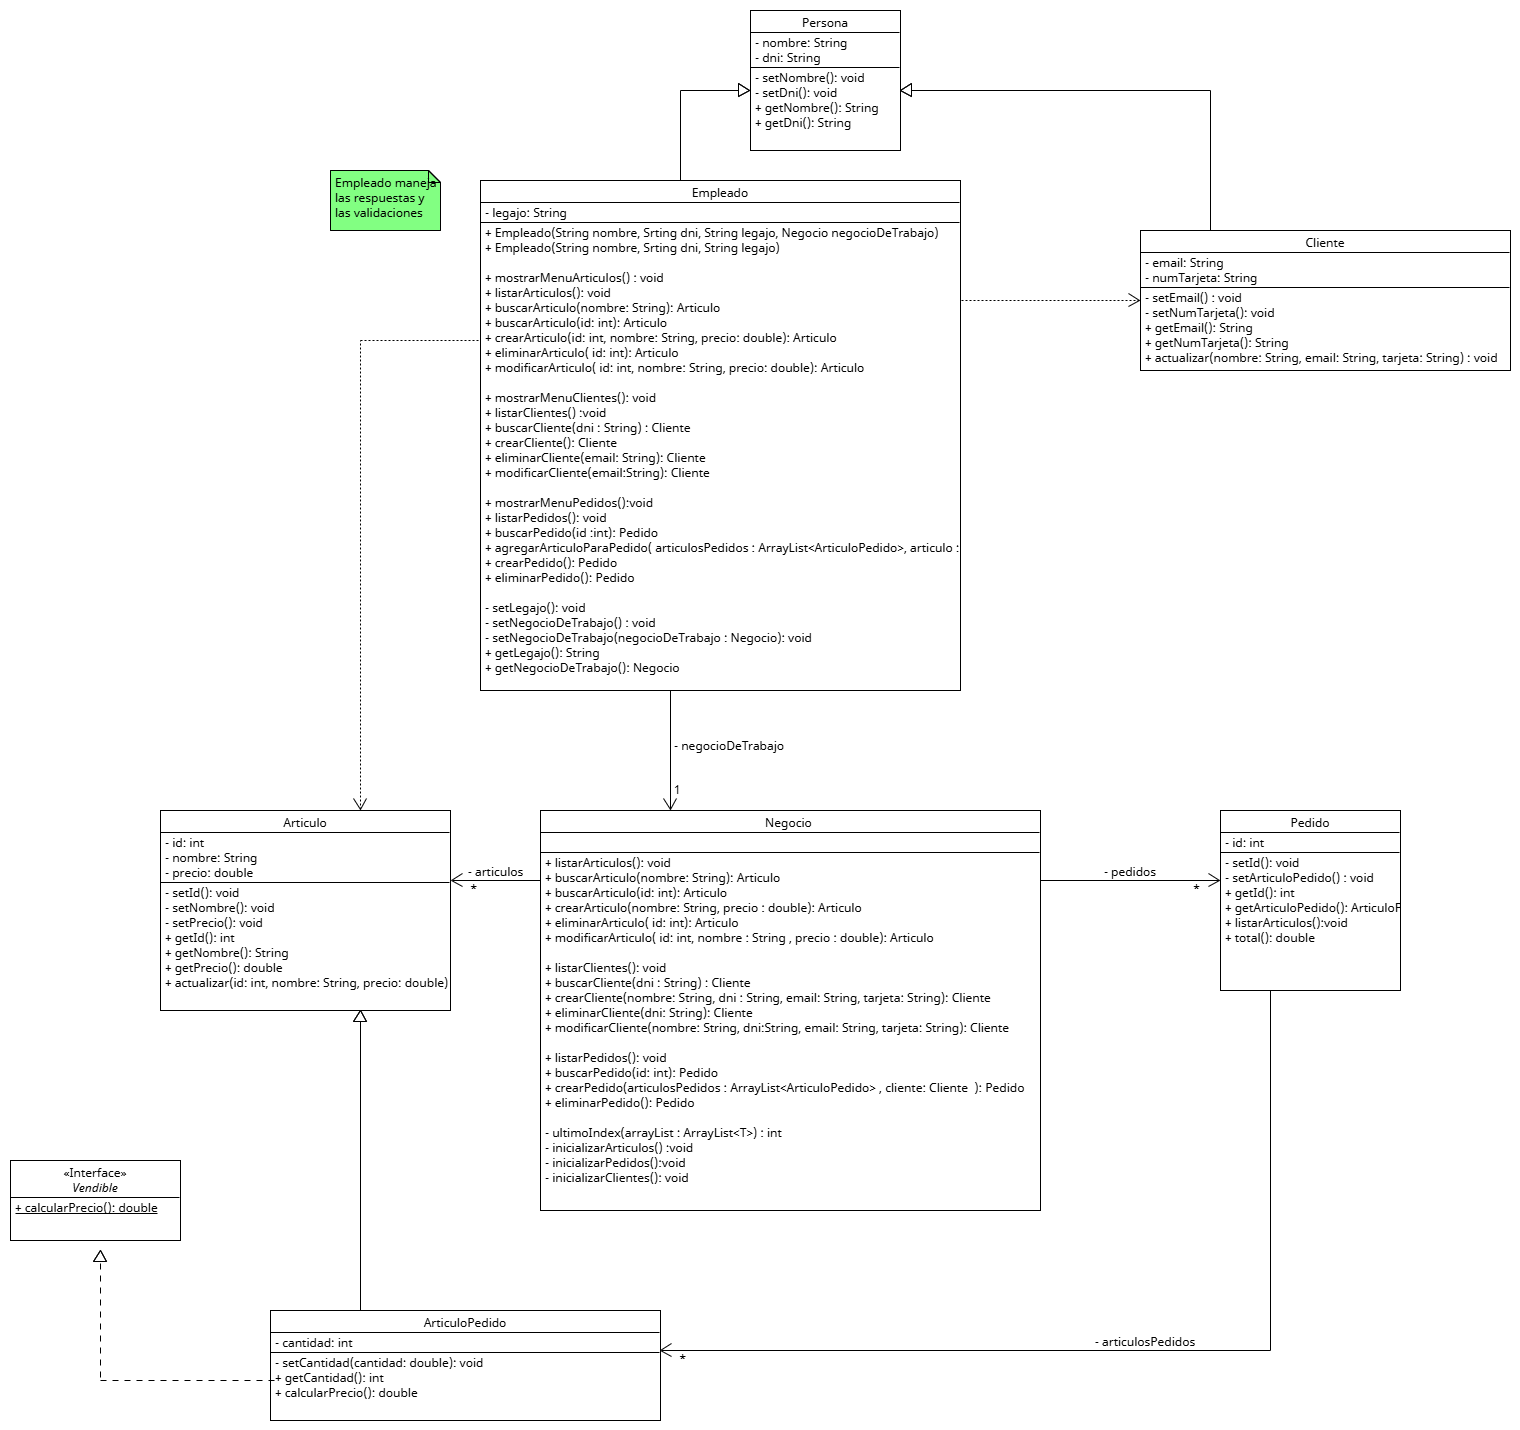 Persona
- nombre: String
- dni: String
- setNombre(): void
- setDni(): void
+ getNombre(): String
+ getDni(): String
Empleado maneja
las respuestas y
las validaciones
Empleado
- legajo: String
+ Empleado(String nombre, Srting dni, String legajo, Negocio negocioDeTrabajo)
+ Empleado(String nombre, Srting dni, String legajo)
+ mostrarMenuArticulos() : void
+ listarArticulos(): void
+ buscarArticulo(nombre: String): Articulo
+ buscarArticulo(id: int): Articulo
+ crearArticulo(id: int, nombre: String, precio: double): Articulo
+ eliminarArticulo( id: int): Articulo
+ modificarArticulo( id: int, nombre: String, precio: double): Articulo
+ mostrarMenuClientes(): void
+ listarClientes() :void
+ buscarCliente(dni : String) : Cliente
+ crearCliente(): Cliente
+ eliminarCliente(email: String): Cliente
+ modificarCliente(email:String): Cliente
+ mostrarMenuPedidos():void
+ listarPedidos(): void
+ buscarPedido(id :int): Pedido
+ agregarArticuloParaPedido( articulosPedidos : ArrayList<ArticuloPedido>, articulo :
+ crearPedido(): Pedido
+ eliminarPedido(): Pedido
- setLegajo(): void
- setNegocioDeTrabajo() : void
- setNegocioDeTrabajo(negocioDeTrabajo : Negocio): void
+ getLegajo(): String
+ getNegocioDeTrabajo(): Negocio
Cliente
- email: String
- numTarjeta: String
- setEmail() : void
- setNumTarjeta(): void
+ getEmail(): String
+ getNumTarjeta(): String
+ actualizar(nombre: String, email: String, tarjeta: String) : void
- negocioDeTrabajo
1
Articulo
- id: int
- nombre: String
- precio: double
- setId(): void
- setNombre(): void
- setPrecio(): void
+ getId(): int
+ getNombre(): String
+ getPrecio(): double
+ actualizar(id: int, nombre: String, precio: double)
- articulos
*
Negocio
+ listarArticulos(): void
+ buscarArticulo(nombre: String): Articulo
+ buscarArticulo(id: int): Articulo
+ crearArticulo(nombre: String, precio : double): Articulo
+ eliminarArticulo( id: int): Articulo
+ modificarArticulo( id: int, nombre : String , precio : double): Articulo
+ listarClientes(): void
+ buscarCliente(dni : String) : Cliente
+ crearCliente(nombre: String, dni : String, email: String, tarjeta: String): Cliente
+ eliminarCliente(dni: String): Cliente
+ modificarCliente(nombre: String, dni:String, email: String, tarjeta: String): Cliente
+ listarPedidos(): void
+ buscarPedido(id: int): Pedido
+ crearPedido(articulosPedidos : ArrayList<ArticuloPedido> , cliente: Cliente  ): Pedido
+ eliminarPedido(): Pedido
- ultimoIndex(arrayList : ArrayList<T>) : int
- inicializarArticulos() :void
- inicializarPedidos():void
- inicializarClientes(): void
- pedidos
*
Pedido
- id: int
- setId(): void
- setArticuloPedido() : void
+ getId(): int
+ getArticuloPedido(): ArticuloP
+ listarArticulos():void
+ total(): double
«Interface»
Vendible
+ calcularPrecio(): double
ArticuloPedido
- cantidad: int
- setCantidad(cantidad: double): void
+ getCantidad(): int
+ calcularPrecio(): double
- articulosPedidos
*